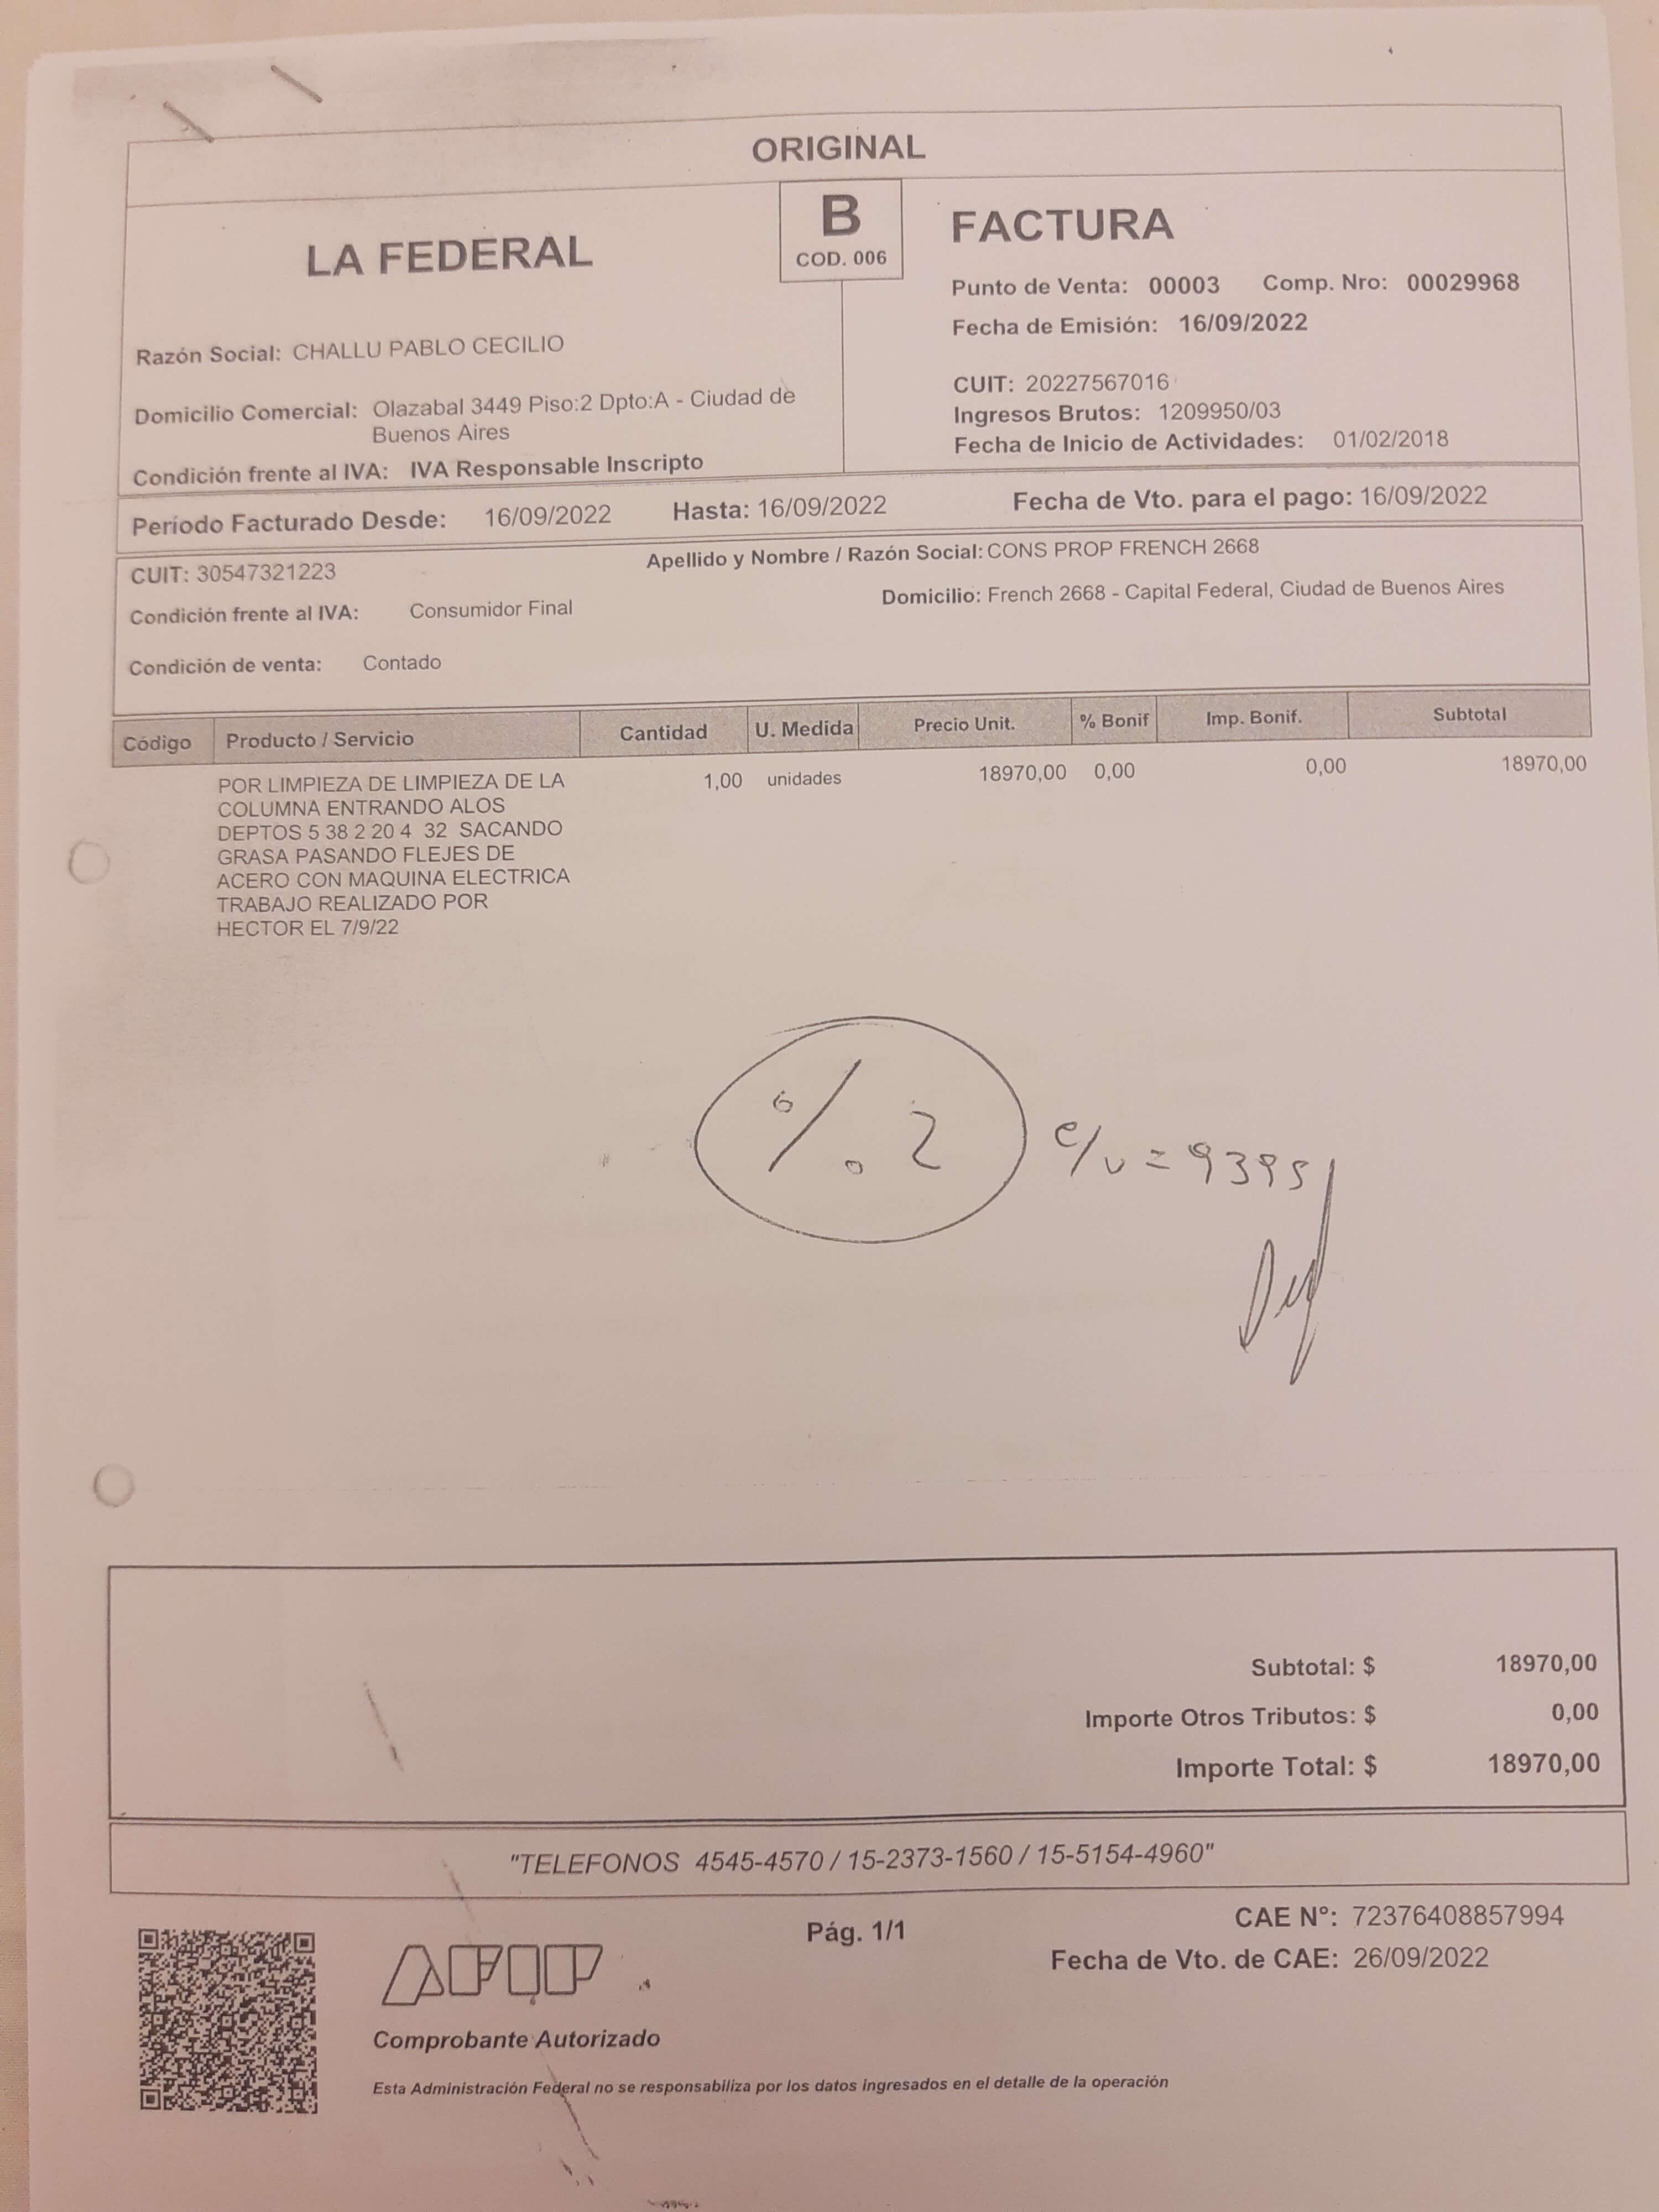 ORIGINAL
LA FEDERAL
B
COD. 006
FACTURA
Punto de Venta: 00003 Comp. Nro: 00029968
Fecha de Emisión: 16/09/2022
Razón Social: CHALLU PABLO CECILIO
CUIT: 20227567016
Domicilio Comercial: Olazabal 3449 Piso:2 Dpto:A - Ciudad de
Buenos Aires
Ingresos Brutos: 1209950/03
Fecha de Inicio de Actividades: 01/02/2018
Condición frente al IVA: IVA Responsable Inscripto
Período Facturado Desde: 16/09/2022 Hasta: 16/09/2022 Fecha de Vto. para el pago: 16/09/2022
CUIT: 30547321223 Apellido y Nombre / Razón Social: CONS PROP FRENCH 2668
Condición frente al IVA: Consumidor Final Domicilio: French 2668 - Capital Federal, Ciudad de Buenos Aires
Condición de venta: Contado
Código Producto / Servicio Cantidad U. Medida Precio Unit. % Bonif Imp. Bonif. Subtotal
POR LIMPIEZA DE LIMPIEZA DE LA 1,00 unidades 18970,00 0,00 0,00 18970,00
COLUMNA ENTRANDO ALOS
DEPTOS 5 38 2 20 4 32 SACANDO
GRASA PASANDO FLEJES DE
ACERO CON MAQUINA ELECTRICA
TRABAJO REALIZADO POR
HECTOR EL 7/9/22
% 2 c/u = 9395
Subtotal: $ 18970,00
Importe Otros Tributos: $ 0,00
Importe Total: $ 18970,00
"TELEFONOS 4545-4570 / 15-2373-1560 / 15-5154-4960"
AFIP
Pág. 1/1
CAE N°: 72376408857994
Fecha de Vto. de CAE: 26/09/2022
Comprobante Autorizado
Esta Administración Federal no se responsabiliza por los datos ingresados en el detalle de la operación